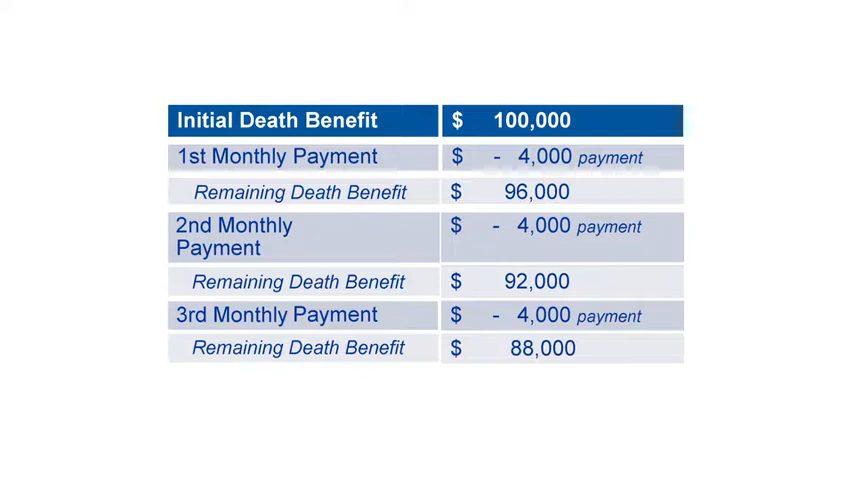 Initial Death Benefit $ 100,000
1st Monthly Payment $ - 4,000 payment
Remaining Death Benefit $ 96,000
2nd Monthly $ - 4,000 payment
Payment
Remaining Death Benefit $ 92,000
3rd Monthly Payment $ - 4,000 payment
Remaining Death Benefit $ 88,000